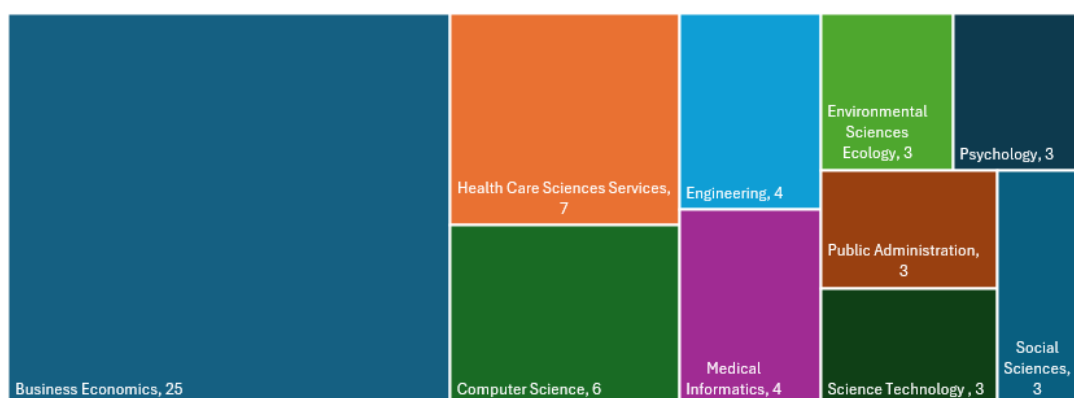 Business Economics, 25
Health Care Sciences Services,
7
Computer Science, 6
Engineering, 4
Medical
Informatics, 4
Environmental
Sciences
Ecology, 3
Psychology, 3
Public Administration,
3
Science Technology , 3
Social
Sciences,
3